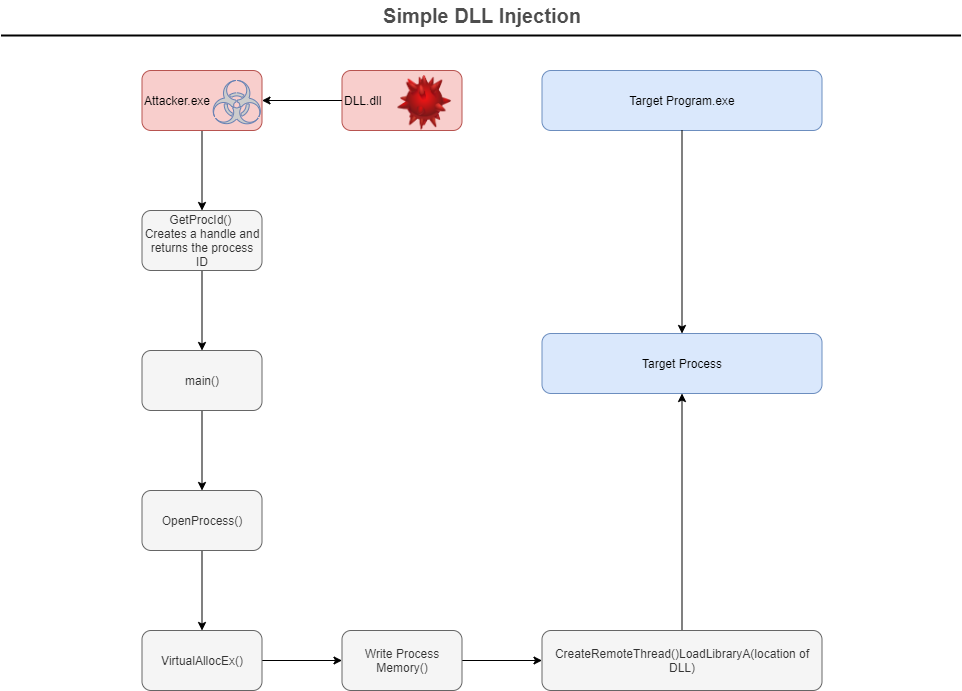 Simple DLL Injection
Attacker.exe
DLL.dll
Target Program.exe
GetProcId()
Creates a handle and
returns the process
ID
main()
Target Process
OpenProcess()
VirtualAllocEx()
Write Process
Memory()
CreateRemoteThread()LoadLibraryA(location of
DLL)